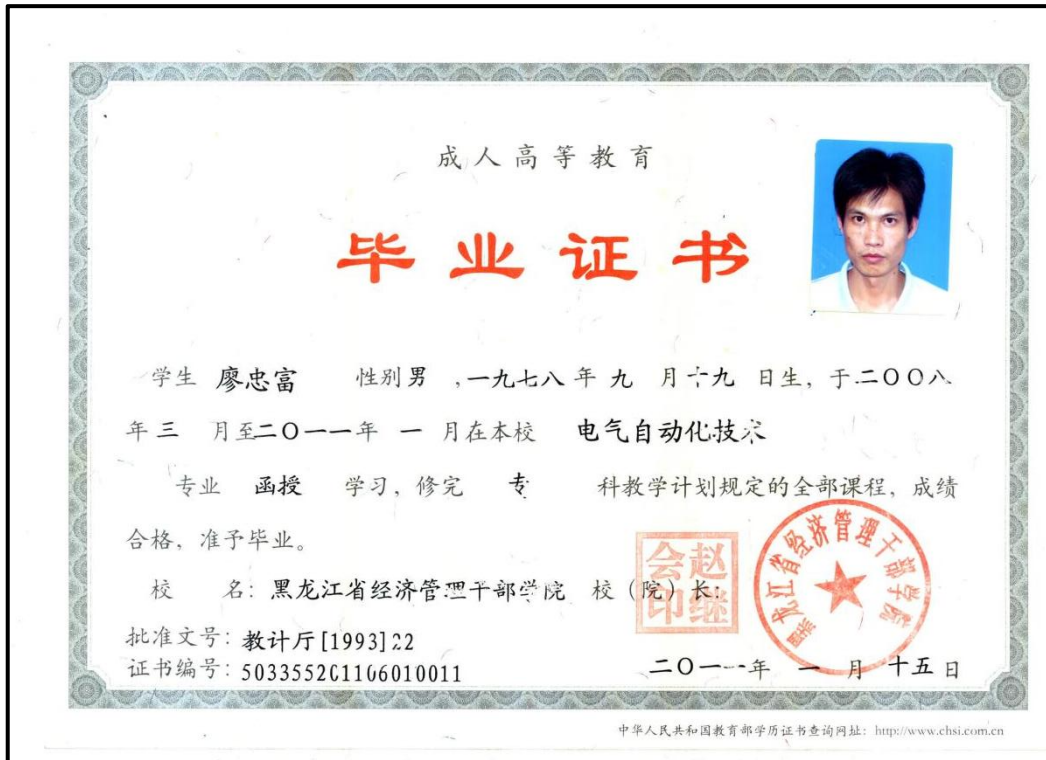 成人高等教育
毕业证书
学生 廖忠富 性别 男 ,一九七八年 九 月十九 日生, 于二〇〇八
年 三 月至二〇一一年 一 月在本校 电气自动化技术
专业 函授 学习, 修完 专 科教学计划规定的全部课程, 成绩
合格, 准予毕业。
校 名: 黑龙江省经济管理干部学院 校(院)长:
赵继会印
黑龙江省经济管理干部学院
批准文号: 教计厅[1993]22
证书编号: 503355201106010011
二〇一一年 一 月 十五 日
中华人民共和国教育部学历证书查询网址: http://www.chsi.com.cn